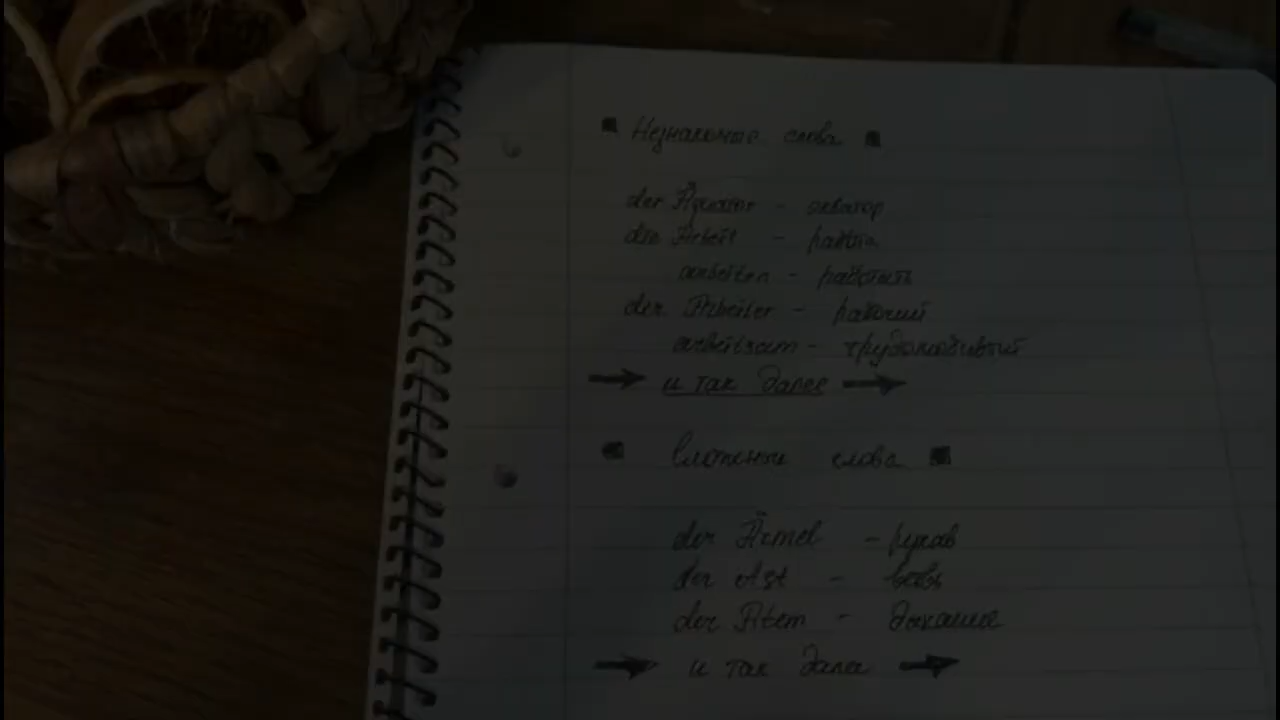 Незнакомые слова
der Äquator - экватор
die Arbeit - работа
arbeiten - работать
der Arbeiter - рабочий
arbeitsam - трудолюбивый
и так далее
Сложные слова
der Ärmel - рукав
der Ast - ветвь
der Atem - дыхание
и так далее